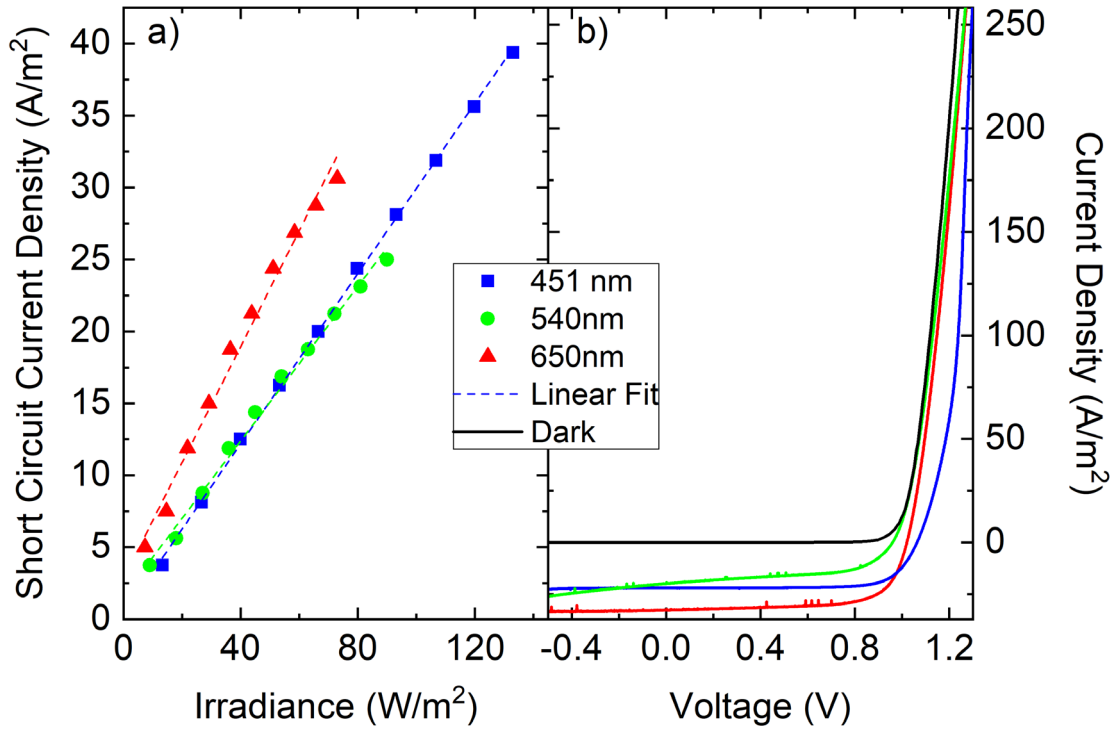 a)
b)
40
35
30
25
20
15
10
5
0
Short Circuit Current Density (A/m²)
0
40
80
120
Irradiance (W/m²)
451 nm
540nm
650nm
Linear Fit
Dark
-0.4
0.0
0.4
0.8
1.2
Voltage (V)
250
200
150
100
50
0
Current Density (A/m²)